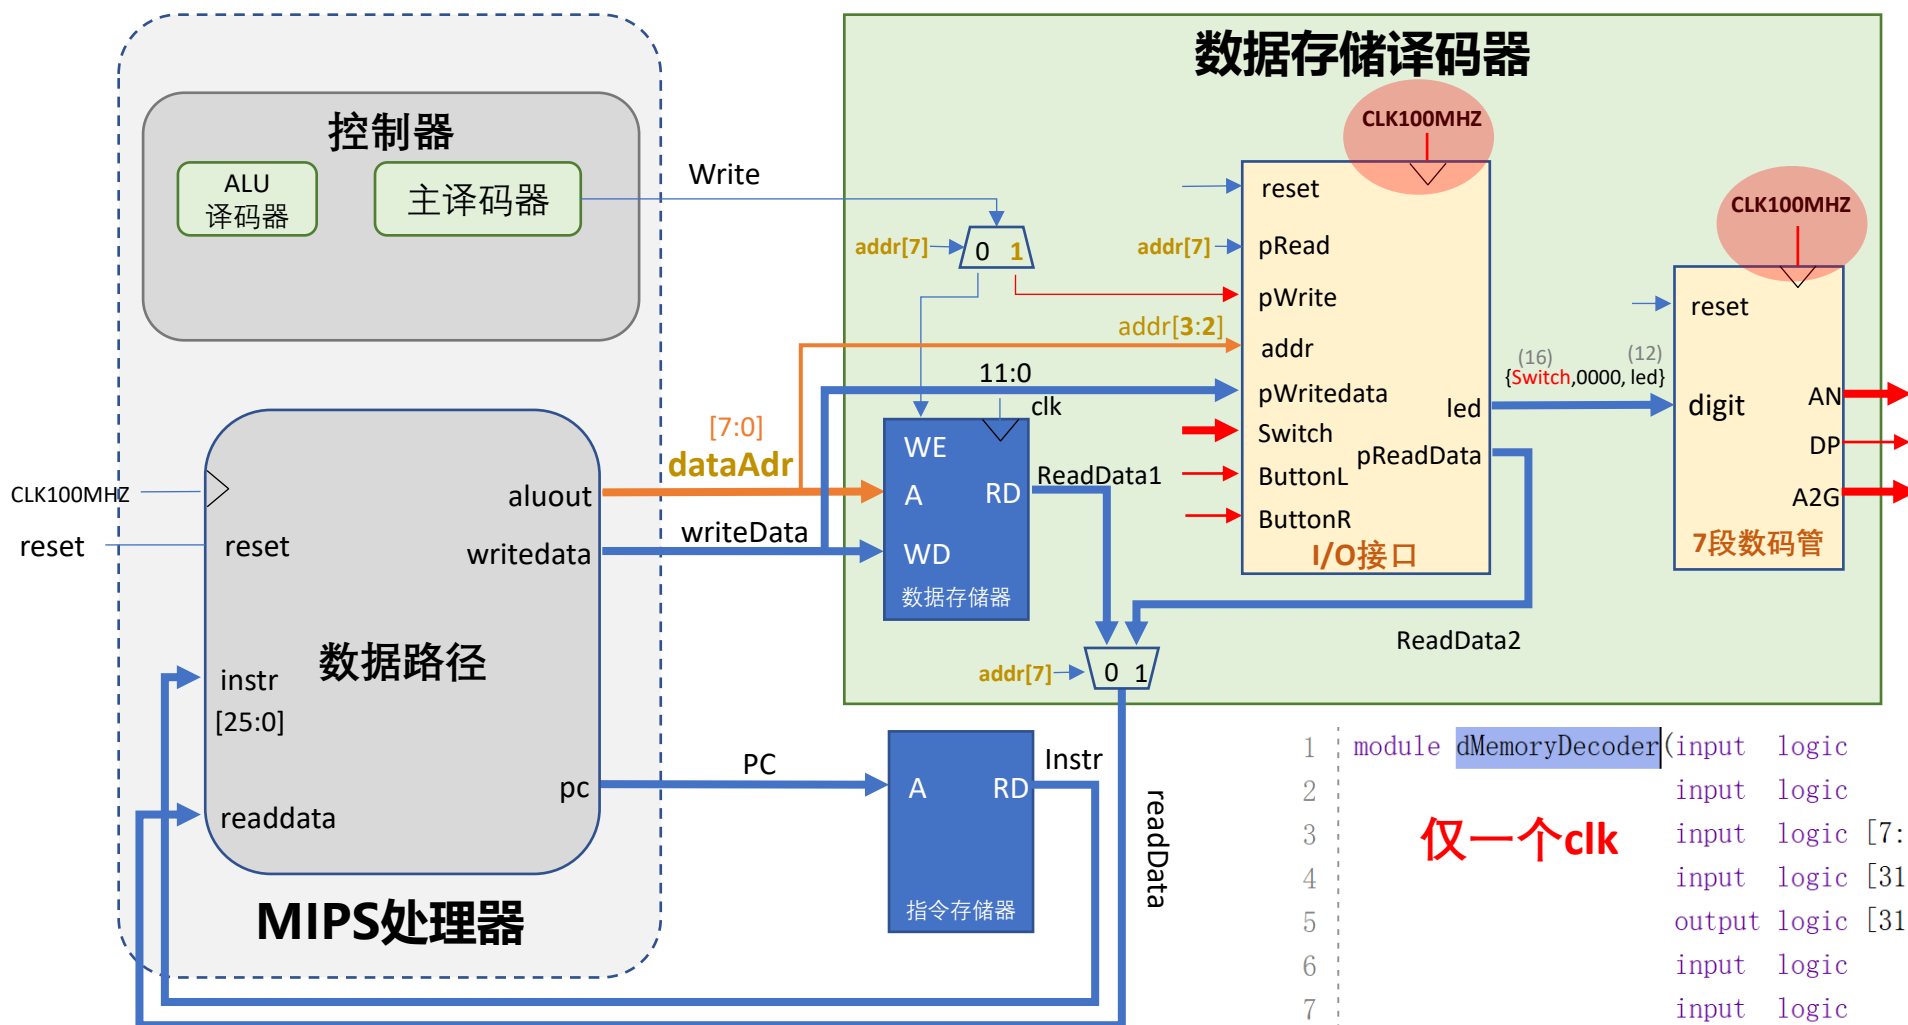 数据存储译码器
控制器
ALU
译码器
主译码器
Write
CLK100MHZ
CLK100MHZ
addr[7]
0 1
addr[7]
reset
pRead
pWrite
addr[3:2]
addr
11:0
clk
pWritedata
Switch
ButtonL
ButtonR
led
pReadData
I/O接口
(16) (12)
{Switch,0000, led}
reset
digit
AN
DP
A2G
7段数码管
[7:0]
dataAdr
writeData
WE
A
RD
WD
数据存储器
ReadData1
ReadData2
addr[7]
0 1
CLK100MHZ
reset
reset
aluout
writedata
数据路径
instr
[25:0]
pc
readdata
MIPS处理器
PC
A
RD
指令存储器
Instr
readData
仅一个clk
1 module dMemoryDecoder(input logic
2 input logic
3 input logic [7:
4 input logic [31
5 output logic [31
6 input logic
7 input logic